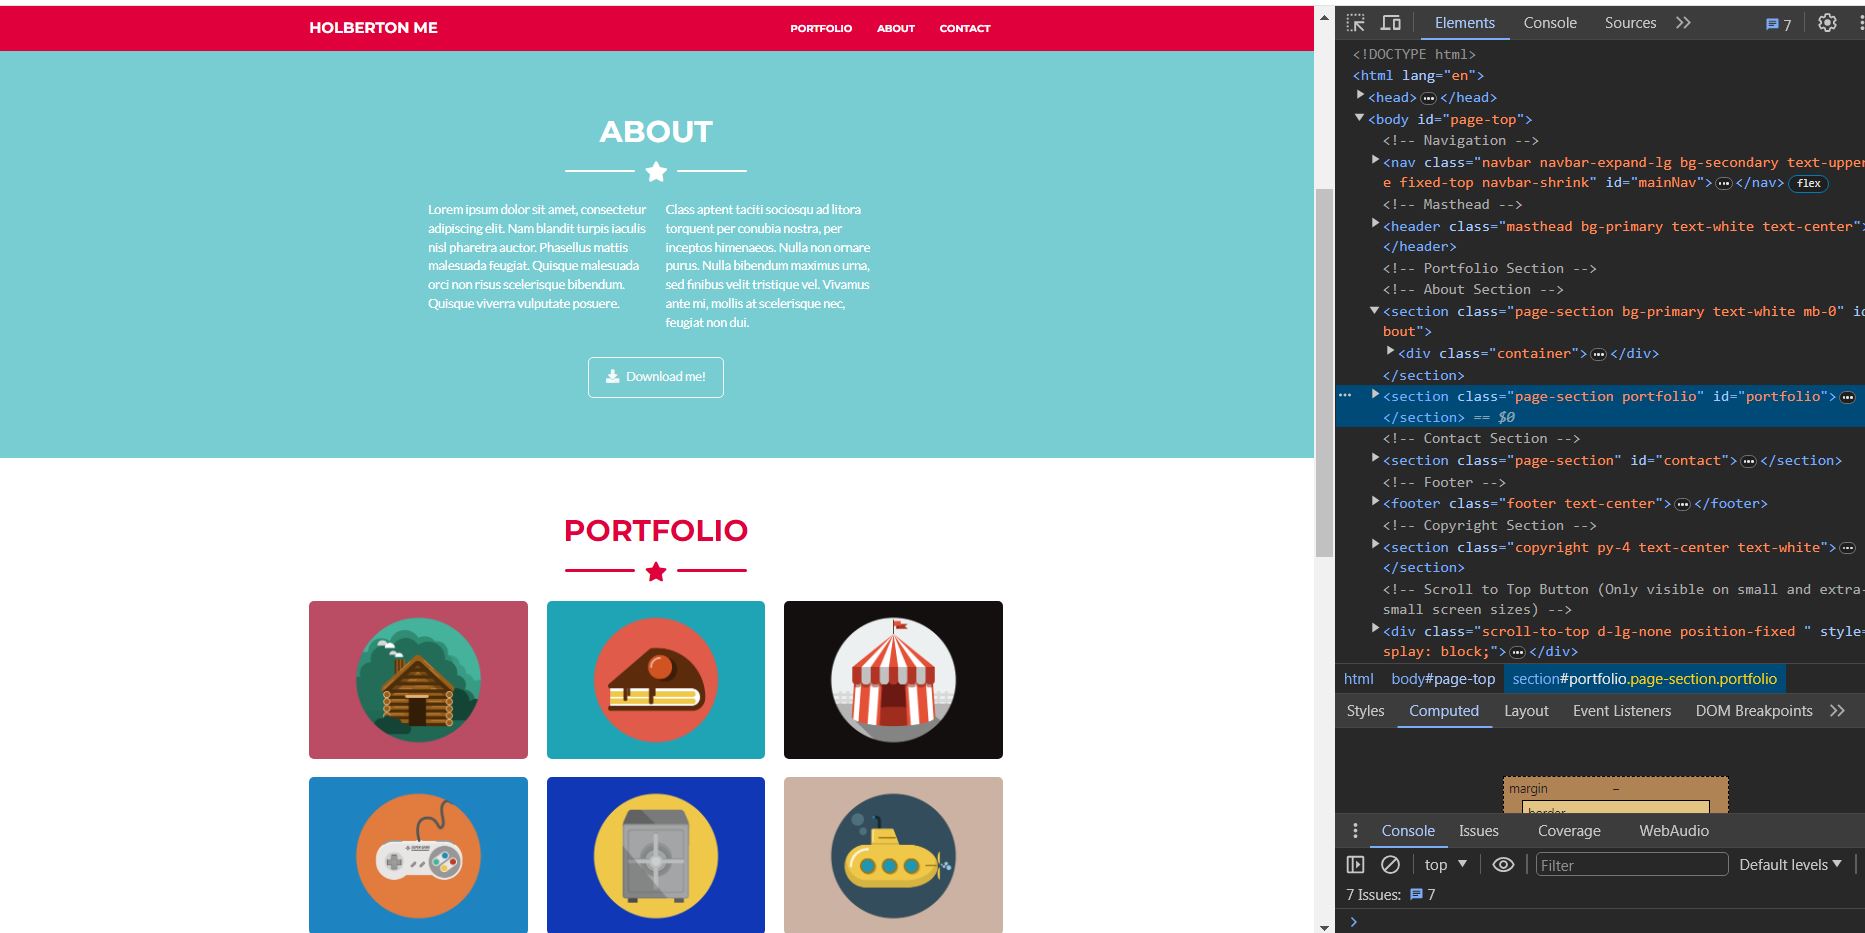 HOLBERTON ME
PORTFOLIO ABOUT CONTACT
ABOUT
Lorem ipsum dolor sit amet, consectetur
adipiscing elit. Nam blandit turpis iaculis
nisl pharetra auctor. Phasellus mattis
malesuada feugiat. Quisque malesuada
orci non risus scelerisque bibendum.
Quisque viverra vulputate posuere.
Class aptent taciti sociosqu ad litora
torquent per conubia nostra, per
inceptos himenaeos. Nulla non ornare
purus. Nulla bibendum maximus urna,
sed finibus velit tristique vel. Vivamus
ante mi, mollis at scelerisque nec,
feugiat non dui.
Download me!
PORTFOLIO
Elements Console Sources 7
<!DOCTYPE html>
<html lang="en">
<head> </head>
<body id="page-top">
<!-- Navigation -->
<nav class="navbar navbar-expand-lg bg-secondary text-upper
e fixed-top navbar-shrink" id="mainNav"> </nav> flex
<!-- Masthead -->
<header class="masthead bg-primary text-white text-center">
</header>
<!-- Portfolio Section -->
<!-- About Section -->
<section class="page-section bg-primary text-white mb-0" id
bout">
<div class="container"> </div>
</section>
<section class="page-section portfolio" id="portfolio">
</section> == $0
<!-- Contact Section -->
<section class="page-section" id="contact"> </section>
<!-- Footer -->
<footer class="footer text-center"> </footer>
<!-- Copyright Section -->
<section class="copyright py-4 text-center text-white">
</section>
<!-- Scroll to Top Button (Only visible on small and extra-
small screen sizes) -->
<div class="scroll-to-top d-lg-none position-fixed " style=
splay: block;"> </div>
html body#page-top section#portfolio.page-section.portfolio
Styles Computed Layout Event Listeners DOM Breakpoints
margin –
border
Console Issues Coverage WebAudio
top Filter Default levels
7 Issues: 7